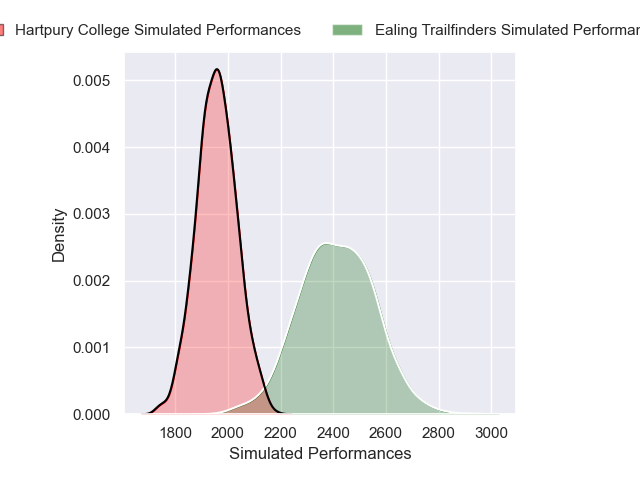 Hartpury College Simulated Performances
Ealing Trailfinders Simulated
0.005
0.004
0.003
0.002
0.001
0.000
Density
1800 2000 2200 2400 2600 2800 3000
Simulated Performances